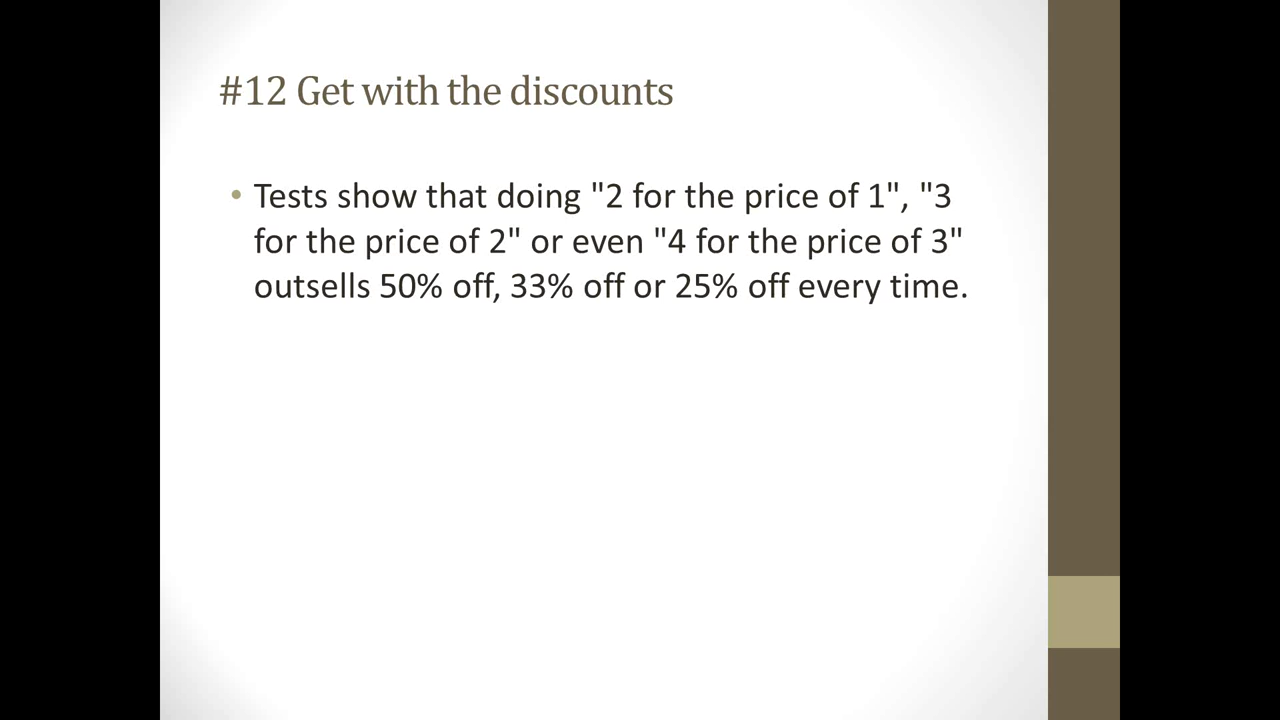 #12 Get with the discounts
• Tests show that doing "2 for the price of 1", "3
for the price of 2" or even "4 for the price of 3"
outsells 50% off, 33% off or 25% off every time.